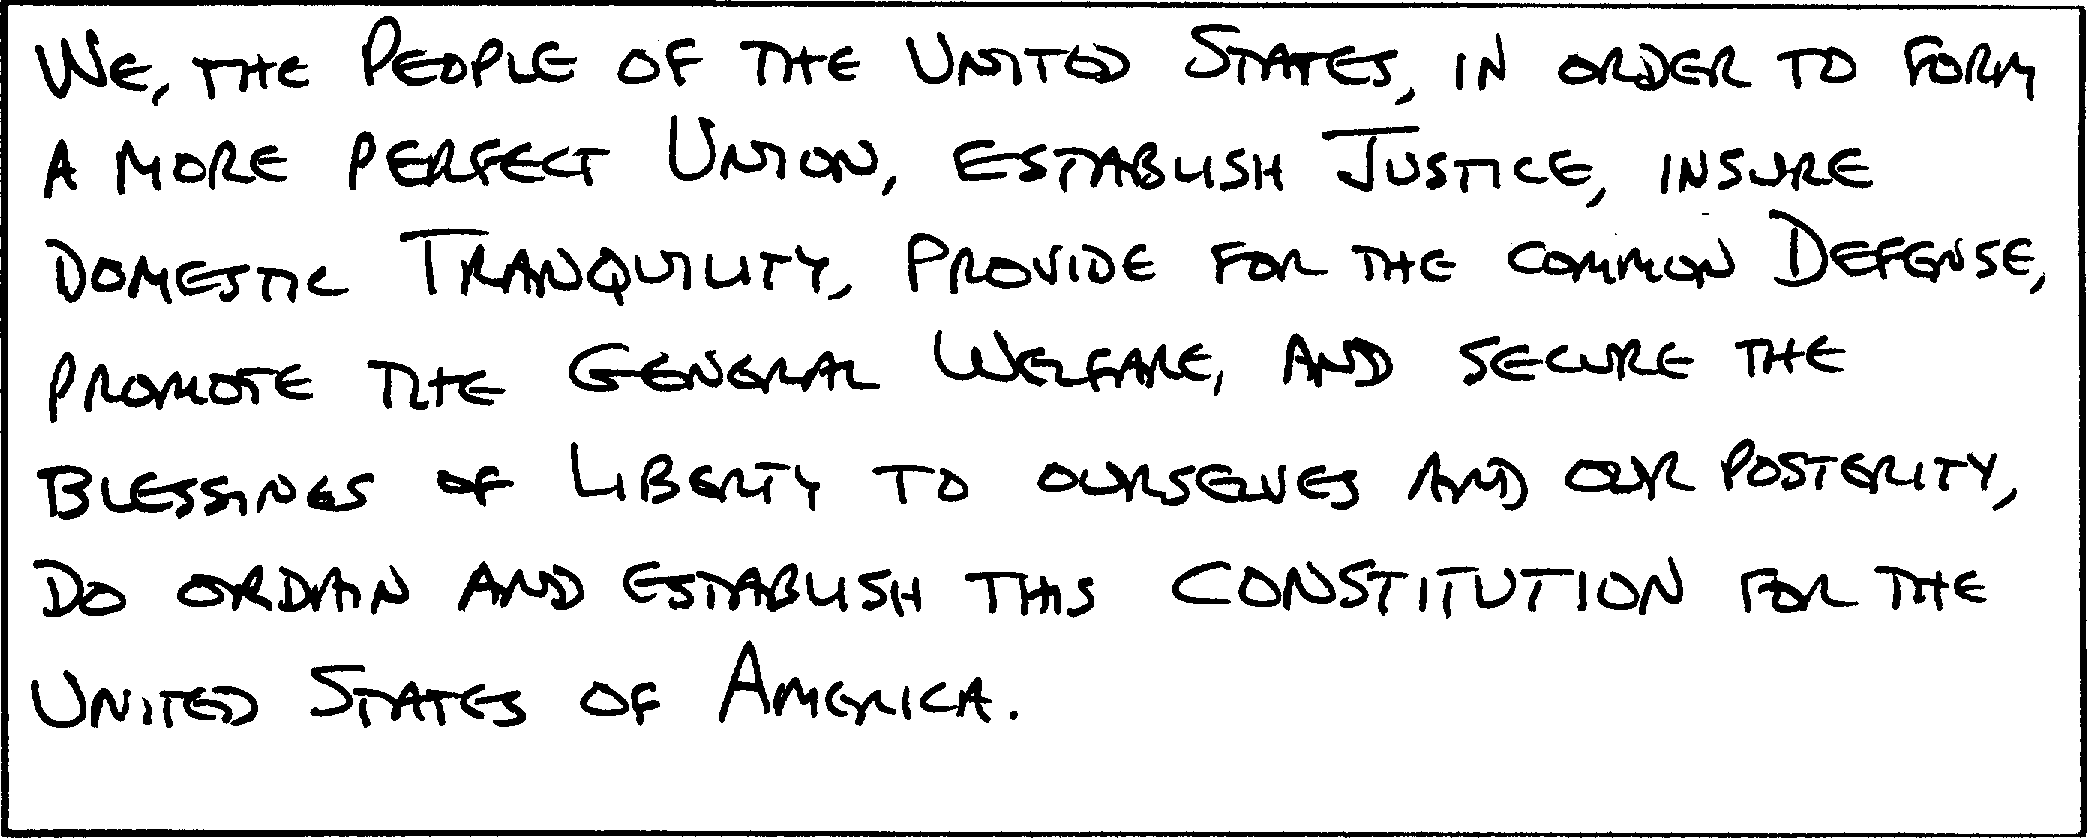 We, the People of the United States, in order to form
a more perfect Union, establish Justice, insure
domestic Tranquility, provide for the common Defense,
promote the General Welfare, and secure the
Blessings of Liberty to ourselves and our posterity,
do ordain and establish this CONSTITUTION for the
United States of America.